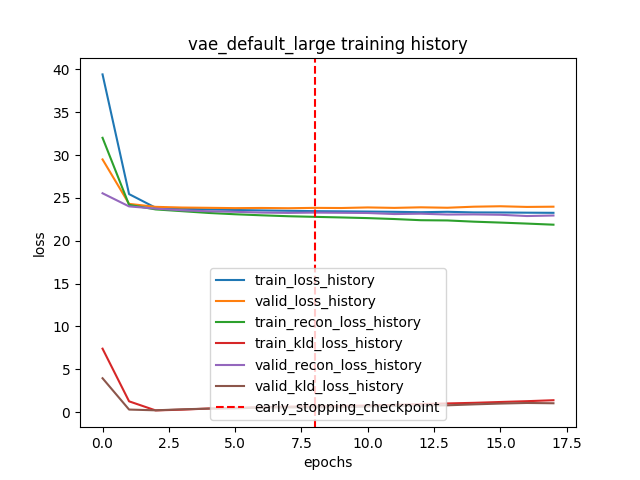 vae_default_large training history
loss
40
35
30
25
20
15
10
5
0
train_loss_history
valid_loss_history
train_recon_loss_history
train_kld_loss_history
valid_recon_loss_history
valid_kld_loss_history
early_stopping_checkpoint
0.0 2.5 5.0 7.5 10.0 12.5 15.0 17.5
epochs